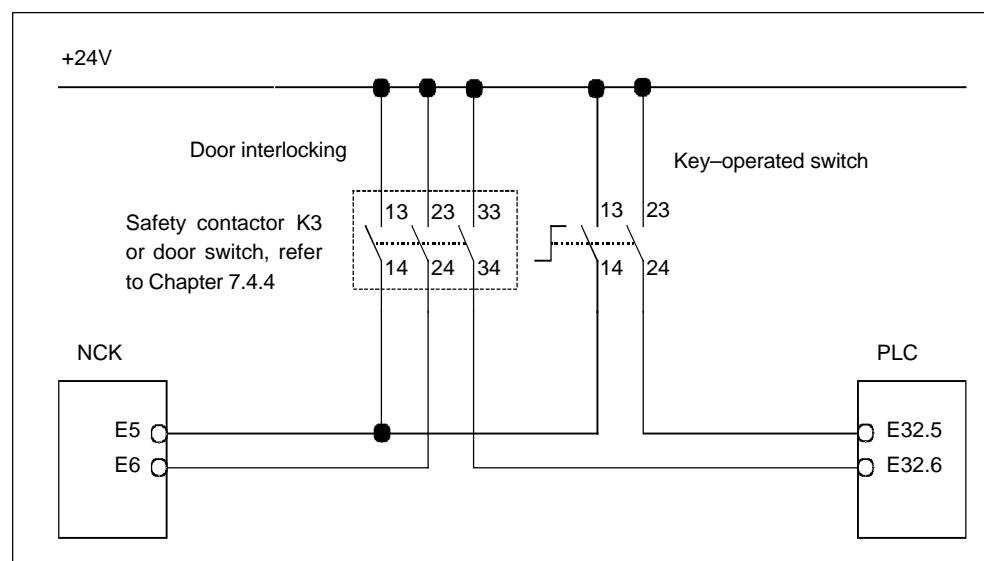 +24V
Door interlocking
Key–operated switch
13 23 33
13 23
Safety contactor K3
or door switch, refer
to Chapter 7.4.4
14 24 34
14 24
NCK
PLC
E5
E32.5
E6
E32.6